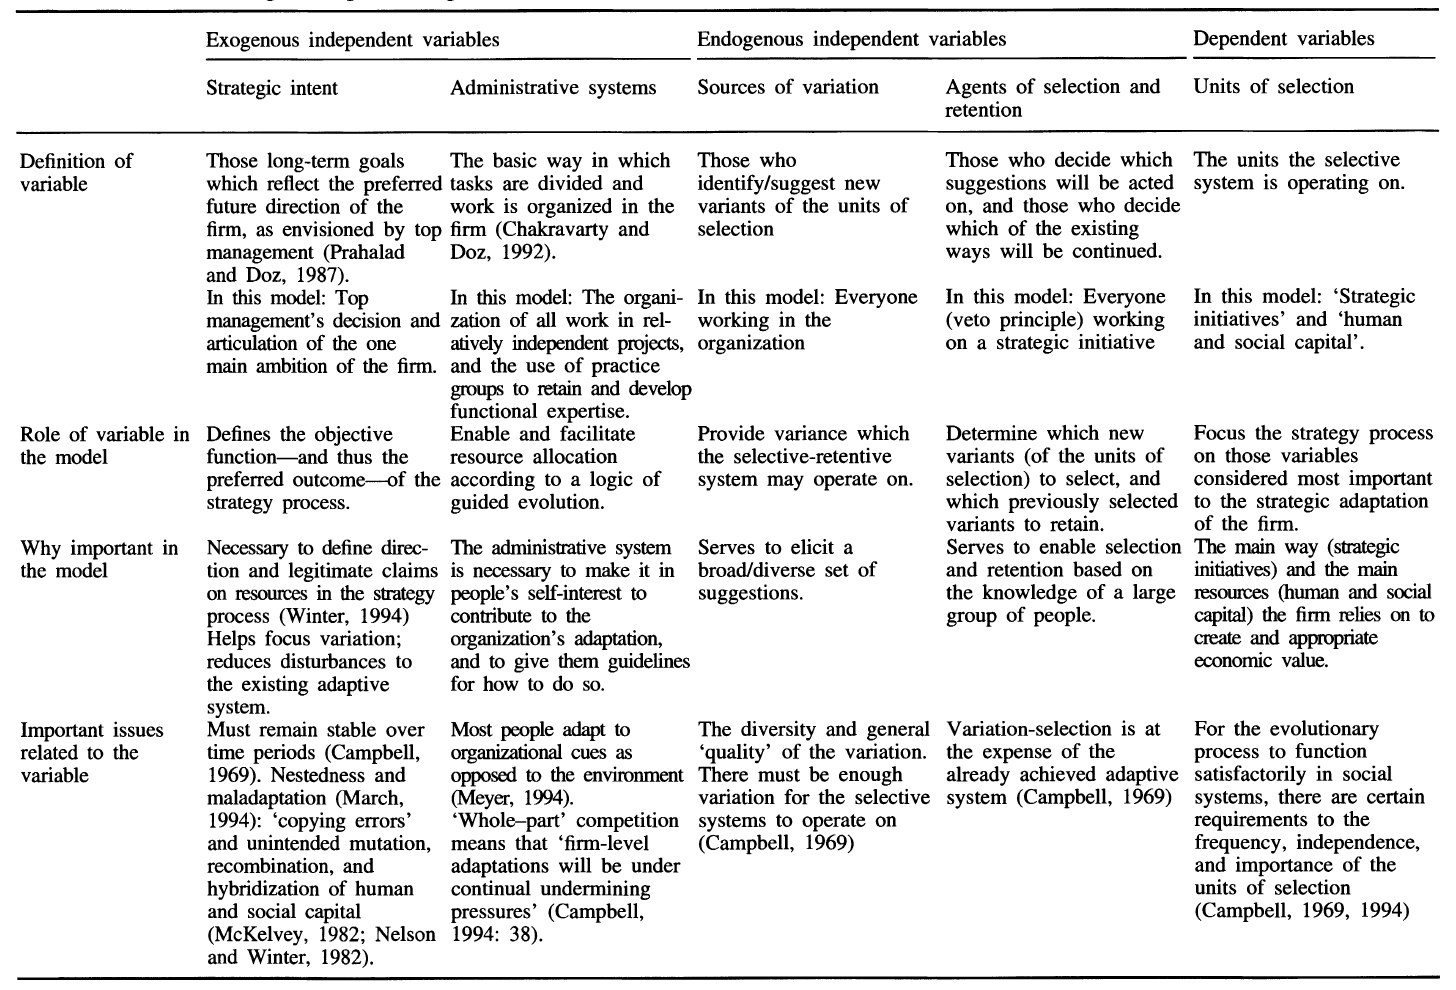 Exogenous independent variables
Endogenous independent variables
Dependent variables
Strategic intent
Administrative systems
Sources of variation
Agents of selection and
retention
Units of selection
Definition of
variable
Those long-term goals
which reflect the preferred
future direction of the
firm, as envisioned by top
management (Prahalad
and Doz, 1987).
In this model: Top
management's decision and
articulation of the one
main ambition of the firm.
The basic way in which
tasks are divided and
work is organized in the
firm (Chakravarty and
Doz, 1992).
In this model: The organi-
zation of all work in rel-
atively independent projects,
and the use of practice
groups to retain and develop
functional expertise.
Those who
identify/suggest new
variants of the units of
selection
In this model: Everyone
working in the
organization
Those who decide which
suggestions will be acted
on, and those who decide
which of the existing
ways will be continued.
In this model: Everyone
(veto principle) working
on a strategic initiative
The units the selective
system is operating on.
In this model: ‘Strategic
initiatives’ and ‘human
and social capital’.
Role of variable in
the model
Defines the objective
function—and thus the
preferred outcome—of the
strategy process.
Enable and facilitate
resource allocation
according to a logic of
guided evolution.
Provide variance which
the selective-retentive
system may operate on.
Determine which new
variants (of the units of
selection) to select, and
which previously selected
variants to retain.
Focus the strategy process
on those variables
considered most important
to the strategic adaptation
of the firm.
Why important in
the model
Necessary to define direc-
tion and legitimate claims
on resources in the strategy
process (Winter, 1994)
Helps focus variation;
reduces disturbances to
the existing adaptive
system.
The administrative system
is necessary to make it in
people's self-interest to
contribute to the
organization's adaptation,
and to give them guidelines
for how to do so.
Serves to elicit a
broad/diverse set of
suggestions.
Serves to enable selection
and retention based on
the knowledge of a large
group of people.
The main way (strategic
initiatives) and the main
resources (human and social
capital) the firm relies on to
create and appropriate
economic value.
Important issues
related to the
variable
Must remain stable over
time periods (Campbell,
1969). Nestedness and
maladaptation (March,
1994): ‘copying errors’
and unintended mutation,
recombination, and
hybridization of human
and social capital
(McKelvey, 1982; Nelson
and Winter, 1982).
Most people adapt to
organizational cues as
opposed to the environment
(Meyer, 1994).
‘Whole–part’ competition
means that ‘firm-level
adaptations will be under
continual undermining
pressures’ (Campbell,
1994: 38).
The diversity and general
‘quality’ of the variation.
There must be enough
variation for the selective
systems to operate on
(Campbell, 1969)
Variation-selection is at
the expense of the
already achieved adaptive
system (Campbell, 1969)
For the evolutionary
process to function
satisfactorily in social
systems, there are certain
requirements to the
frequency, independence,
and importance of the
units of selection
(Campbell, 1969, 1994)